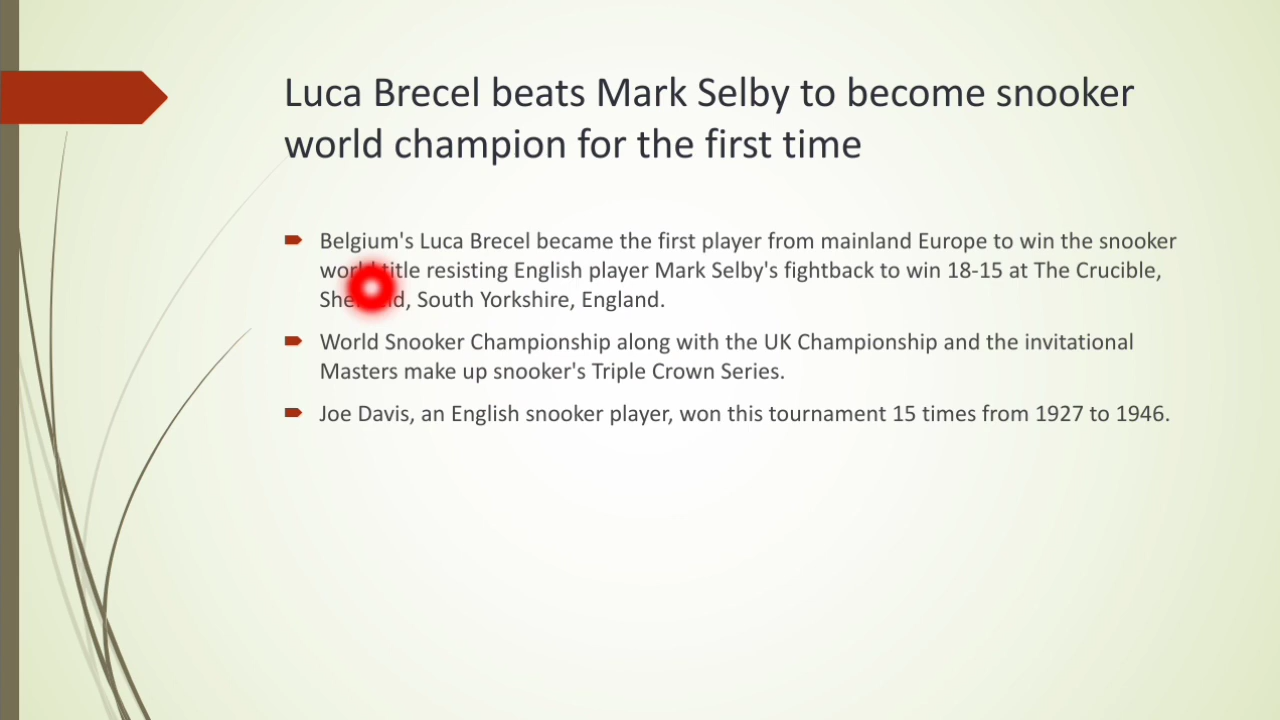 Luca Brecel beats Mark Selby to become snooker
world champion for the first time
Belgium's Luca Brecel became the first player from mainland Europe to win the snooker
world title resisting English player Mark Selby's fightback to win 18-15 at The Crucible,
Sheffield, South Yorkshire, England.
World Snooker Championship along with the UK Championship and the invitational
Masters make up snooker's Triple Crown Series.
Joe Davis, an English snooker player, won this tournament 15 times from 1927 to 1946.